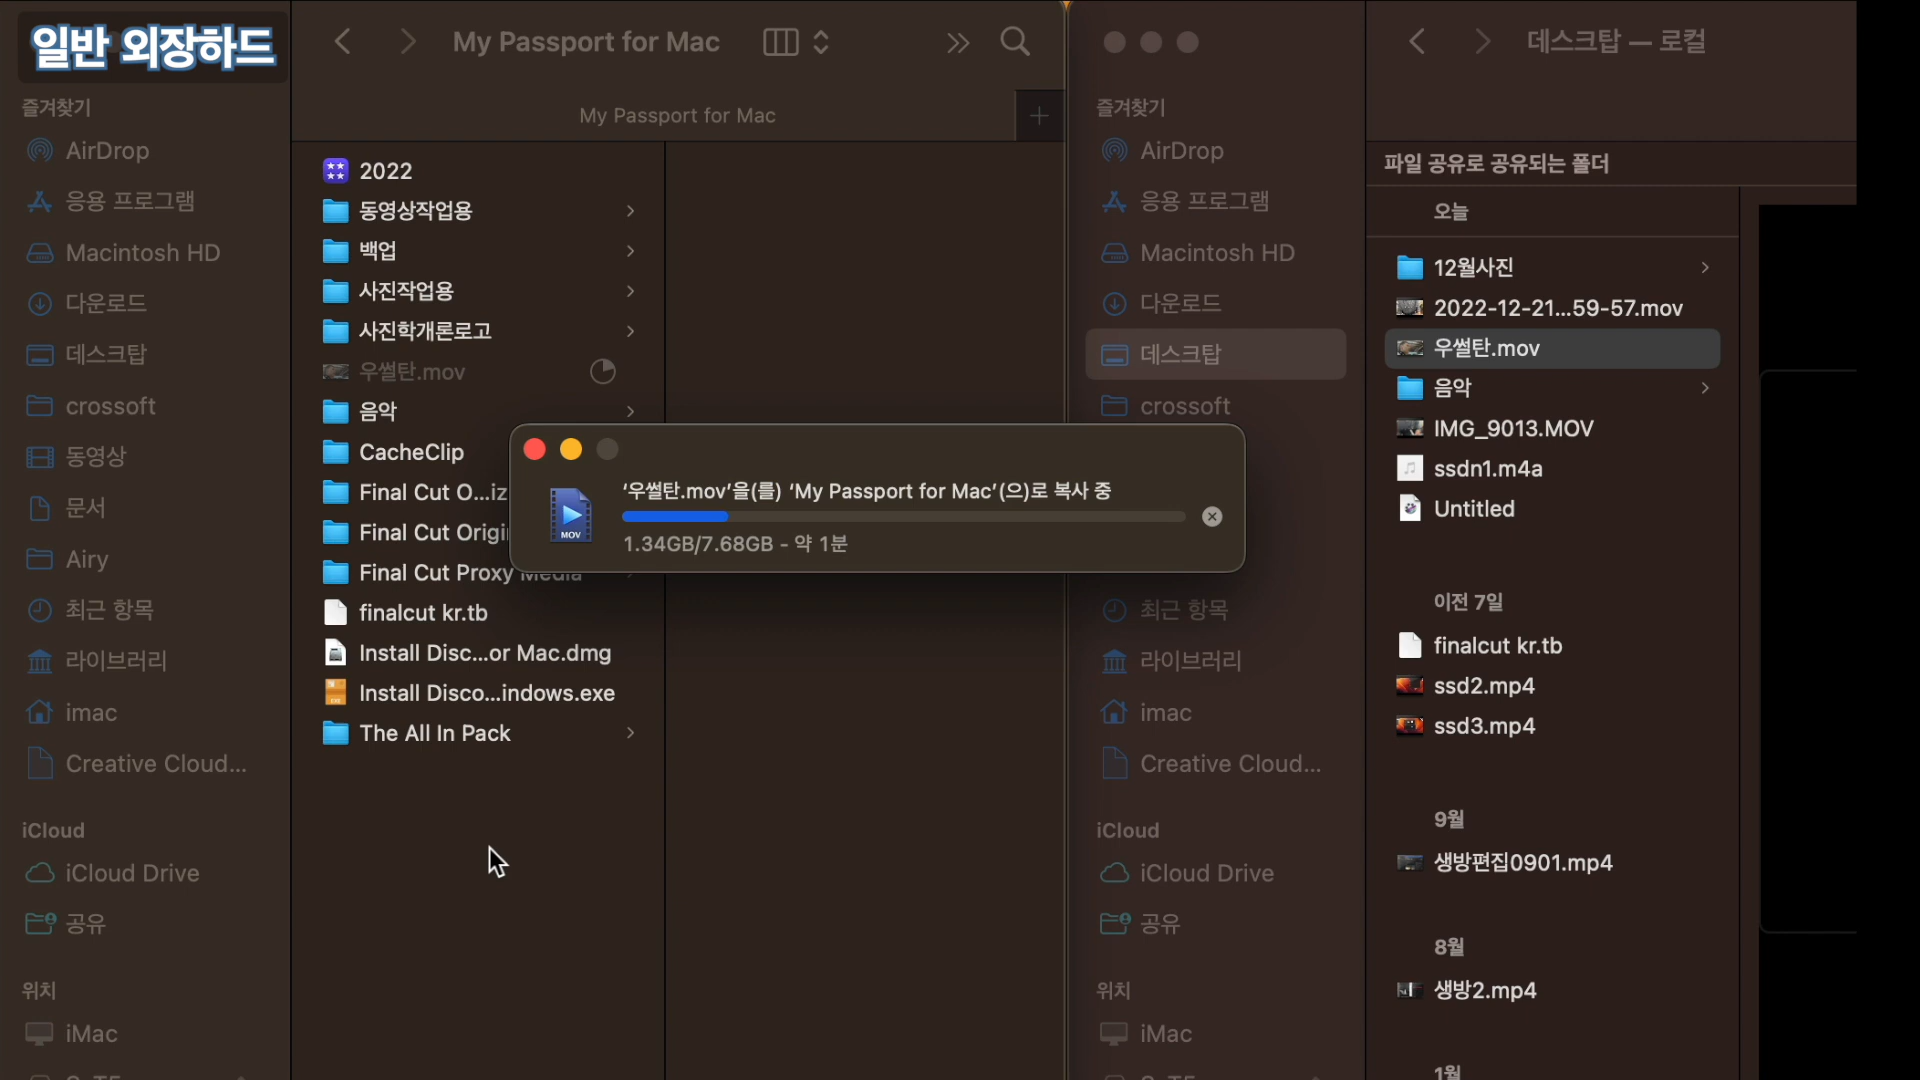 일반 외장하드
My Passport for Mac
My Passport for Mac
즐겨찾기
AirDrop
응용 프로그램
Macintosh HD
다운로드
데스크탑
crossoft
동영상
문서
Airy
최근 항목
라이브러리
imac
Creative Cloud...
iCloud
iCloud Drive
공유
위치
iMac
2022
동영상작업용
백업
사진작업용
사진학개론로고
우썰탄.mov
음악
CacheClip
Final Cut O...iz
Final Cut Origi
Final Cut Proxy Media
finalcut kr.tb
Install Disc...or Mac.dmg
Install Disco...indows.exe
The All In Pack
‘우썰탄.mov’을(를) ‘My Passport for Mac’(으)로 복사 중
MOV
1.34GB/7.68GB - 약 1분
즐겨찾기
AirDrop
응용 프로그램
Macintosh HD
다운로드
데스크탑
crossoft
최근 항목
라이브러리
imac
Creative Cloud...
iCloud
iCloud Drive
공유
위치
iMac
데스크탑 — 로컬
파일 공유로 공유되는 폴더
오늘
12월사진
2022-12-21...59-57.mov
우썰탄.mov
음악
IMG_9013.MOV
ssdn1.m4a
Untitled
이전 7일
finalcut kr.tb
ssd2.mp4
ssd3.mp4
9월
생방편집0901.mp4
8월
생방2.mp4
1월